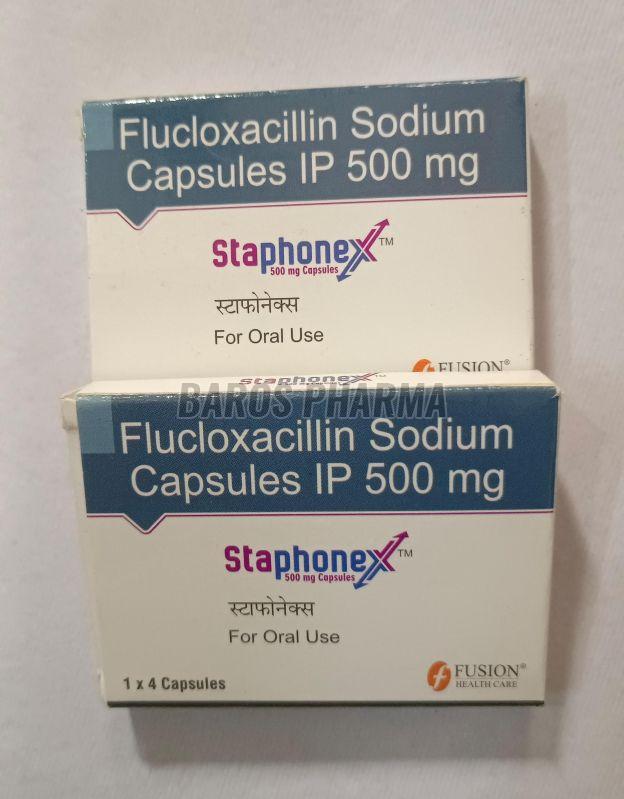 Flucloxacillin Sodium
Capsules IP 500 mg
Staphonex™
500 mg Capsules
स्टाफोनेक्स
For Oral Use
FUSION®
Staphonex™
BAROS PHARMA
Flucloxacillin Sodium
Capsules IP 500 mg
Staphonex™
500 mg Capsules
स्टाफोनेक्स
For Oral Use
1 x 4 Capsules
FUSION®
HEALTH CARE